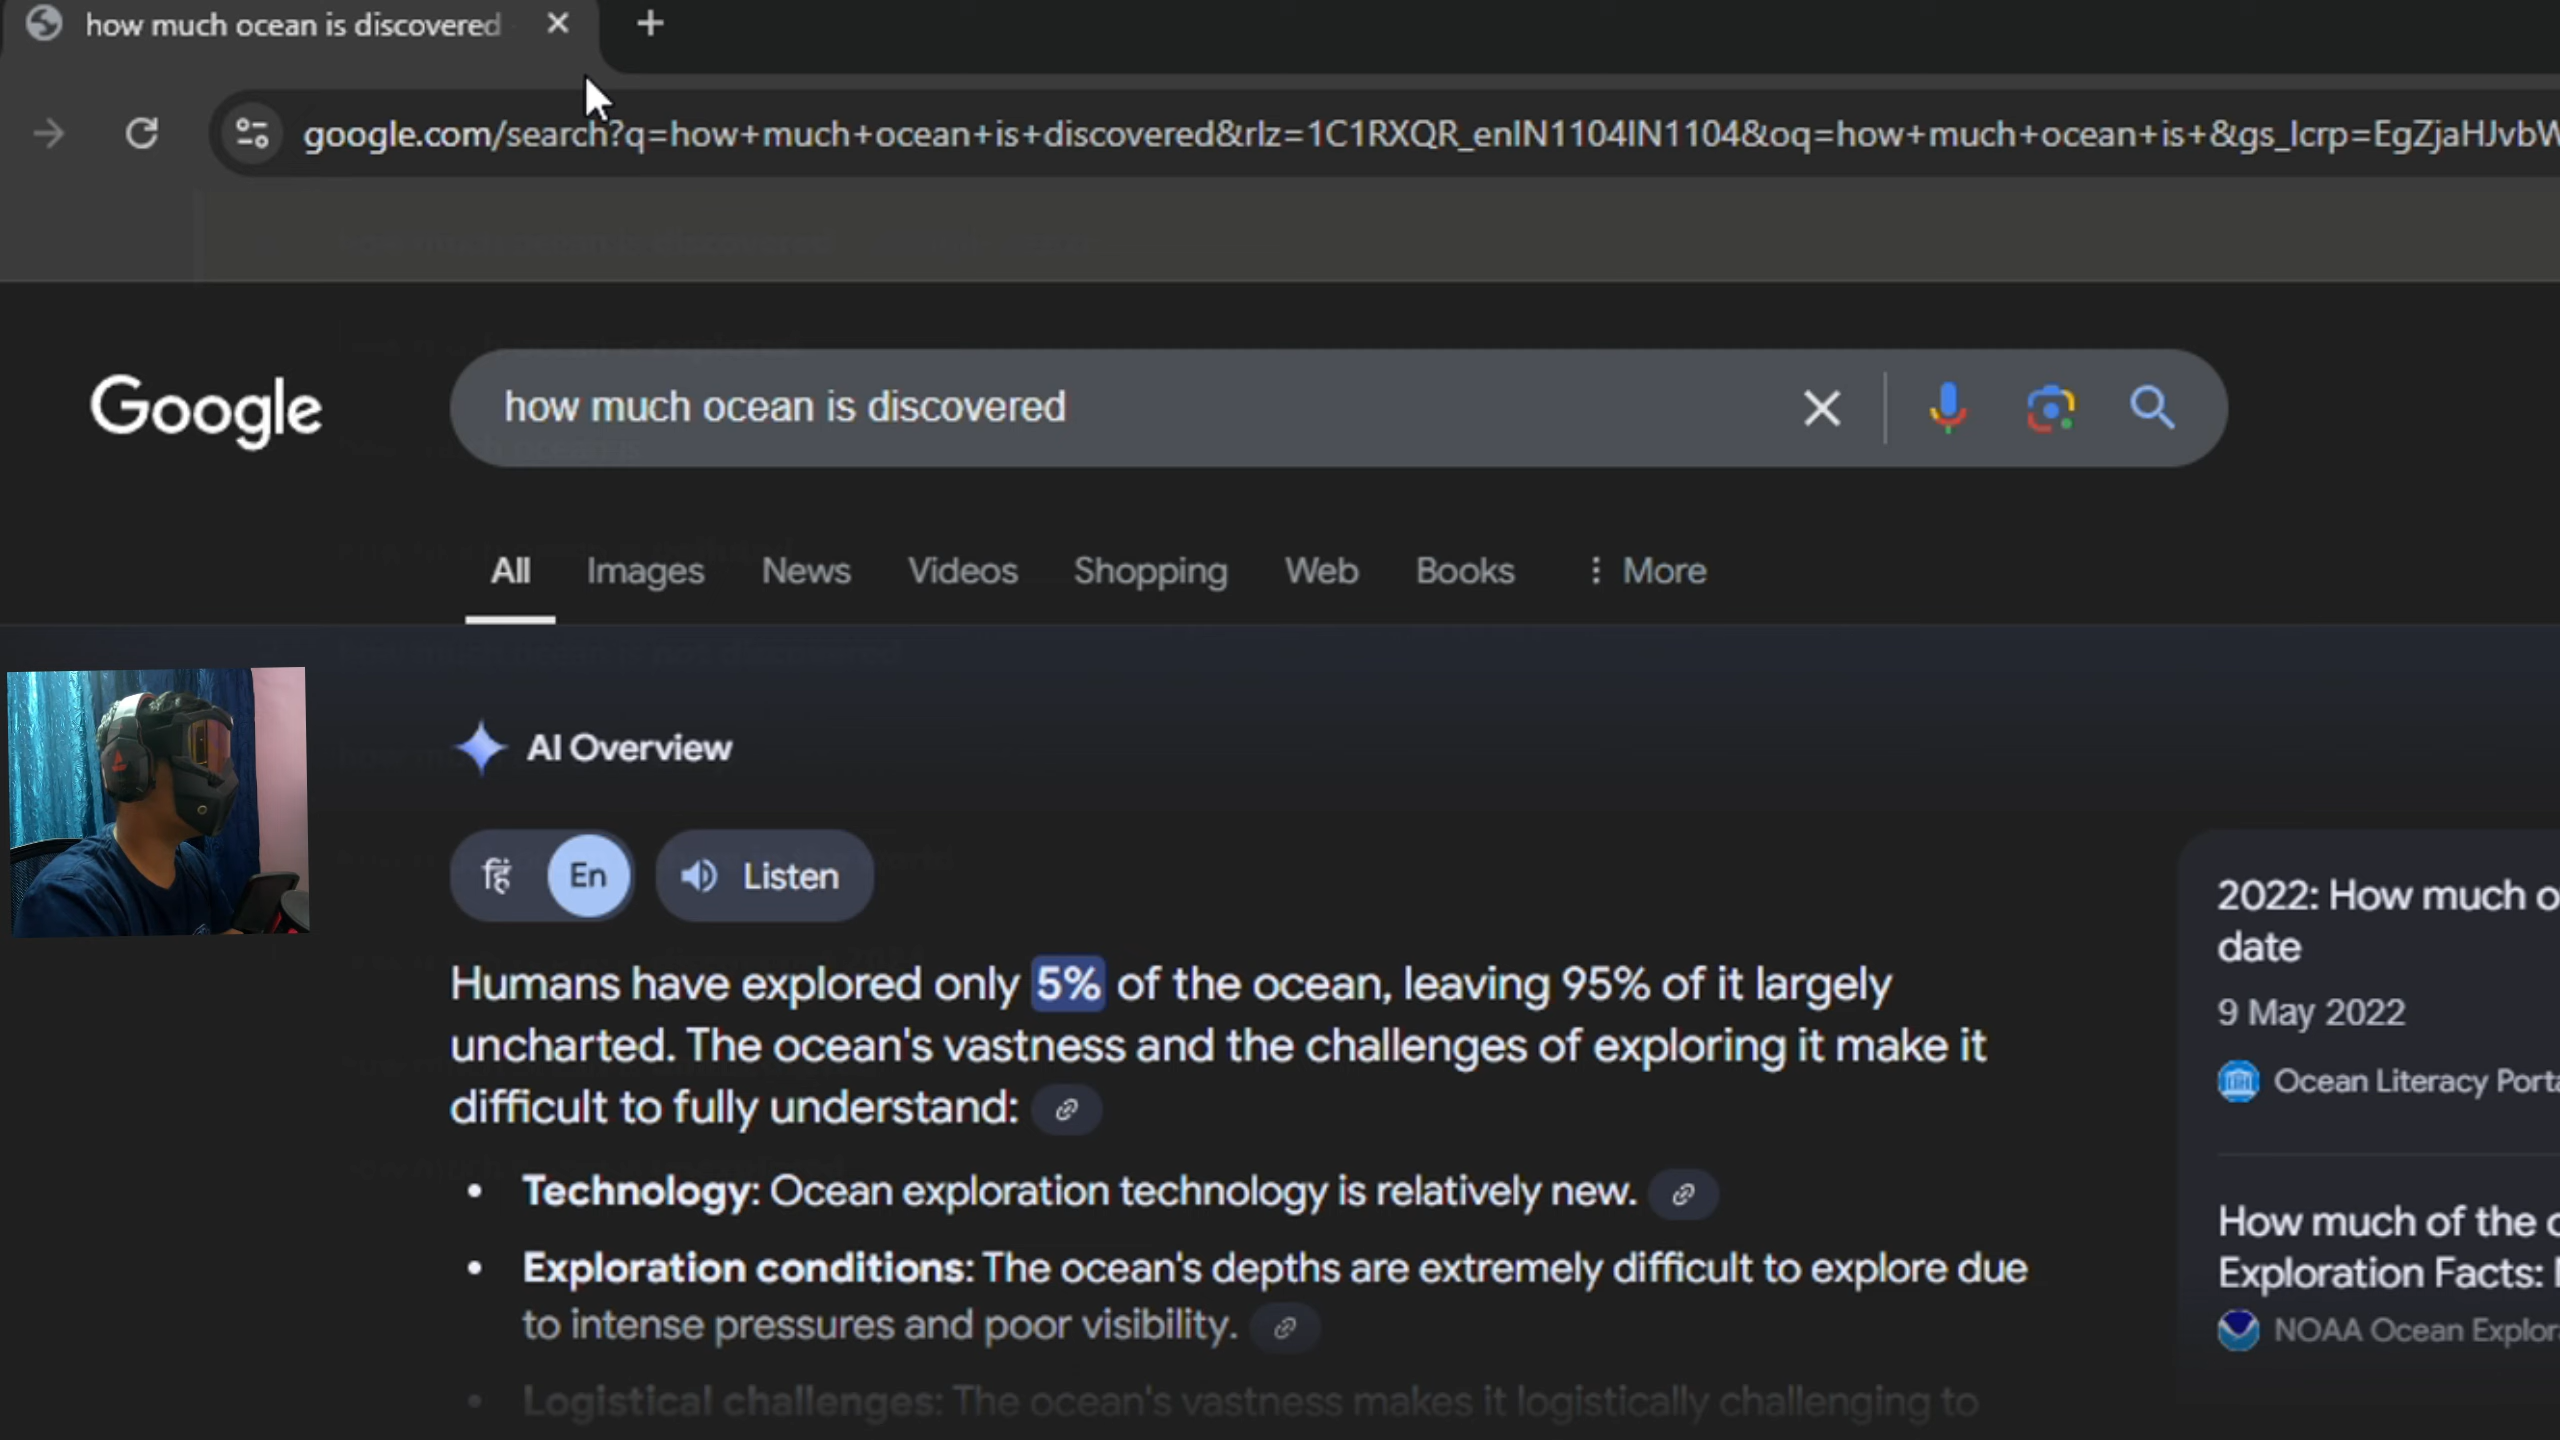 how much ocean is discovered
google.com/search?q=how+much+ocean+is+discovered&rlz=1C1RXQR_enIN1104IN1104&oq=how+much+ocean+is+&gs_lcrp=EgZjaHJvbW
Google
how much ocean is discovered
All Images News Videos Shopping Web Books More
AI Overview
हिं En Listen
Humans have explored only 5% of the ocean, leaving 95% of it largely
uncharted. The ocean's vastness and the challenges of exploring it make it
difficult to fully understand:
• Technology: Ocean exploration technology is relatively new.
• Exploration conditions: The ocean's depths are extremely difficult to explore due
to intense pressures and poor visibility.
• Logistical challenges: The ocean's vastness makes it logistically challenging to
2022: How much o
date
9 May 2022
Ocean Literacy Porta
How much of the o
Exploration Facts:
NOAA Ocean Explor